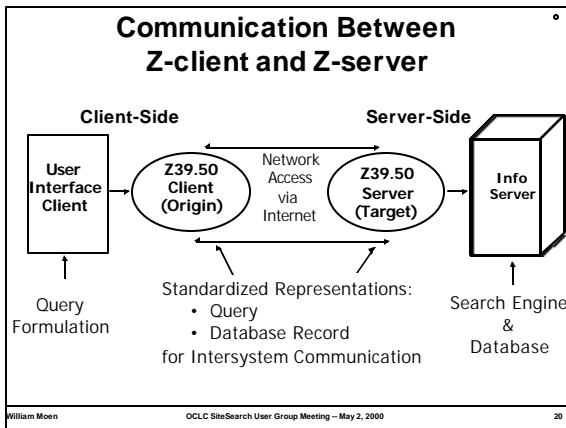 Communication Between
Z-client and Z-server
Client-Side
Server-Side
User
Interface
Client
Z39.50
Client
(Origin)
Network
Access
via
Internet
Z39.50
Server
(Target)
Info
Server
Query
Formulation
Standardized Representations:
• Query
• Database Record
for Intersystem Communication
Search Engine
&
Database
William Moen
OCLC SiteSearch User Group Meeting -- May 2, 2000
20